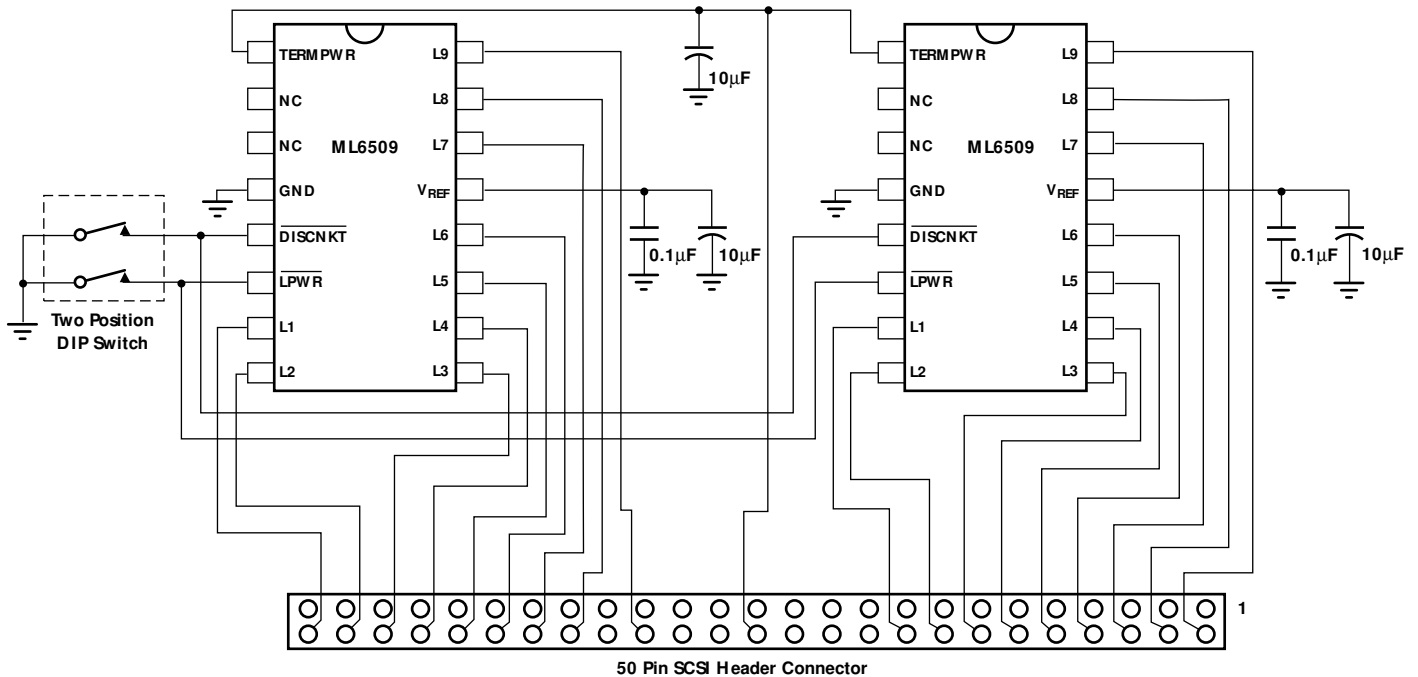 TERMPWR
NC
NC
GND
DISCNKT
LPWR
L1
L2
ML6509
L9
L8
L7
VREF
L6
L5
L4
L3
10µF
0.1µF
10µF
Two Position
DIP Switch
TERMPWR
NC
NC
GND
DISCNKT
LPWR
L1
L2
ML6509
L9
L8
L7
VREF
L6
L5
L4
L3
0.1µF
10µF
1
50 Pin SCSI Header Connector